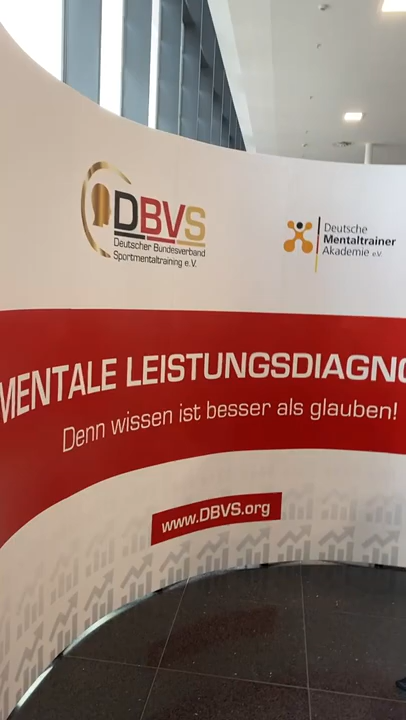 DBVS
Deutscher Bundesverband
Sportmentaltraining e.V.
Deutsche
Mentaltrainer
Akademie e.V.
MENTALE LEISTUNGSDIAGNO
Denn wissen ist besser als glauben!
www.DBVS.org